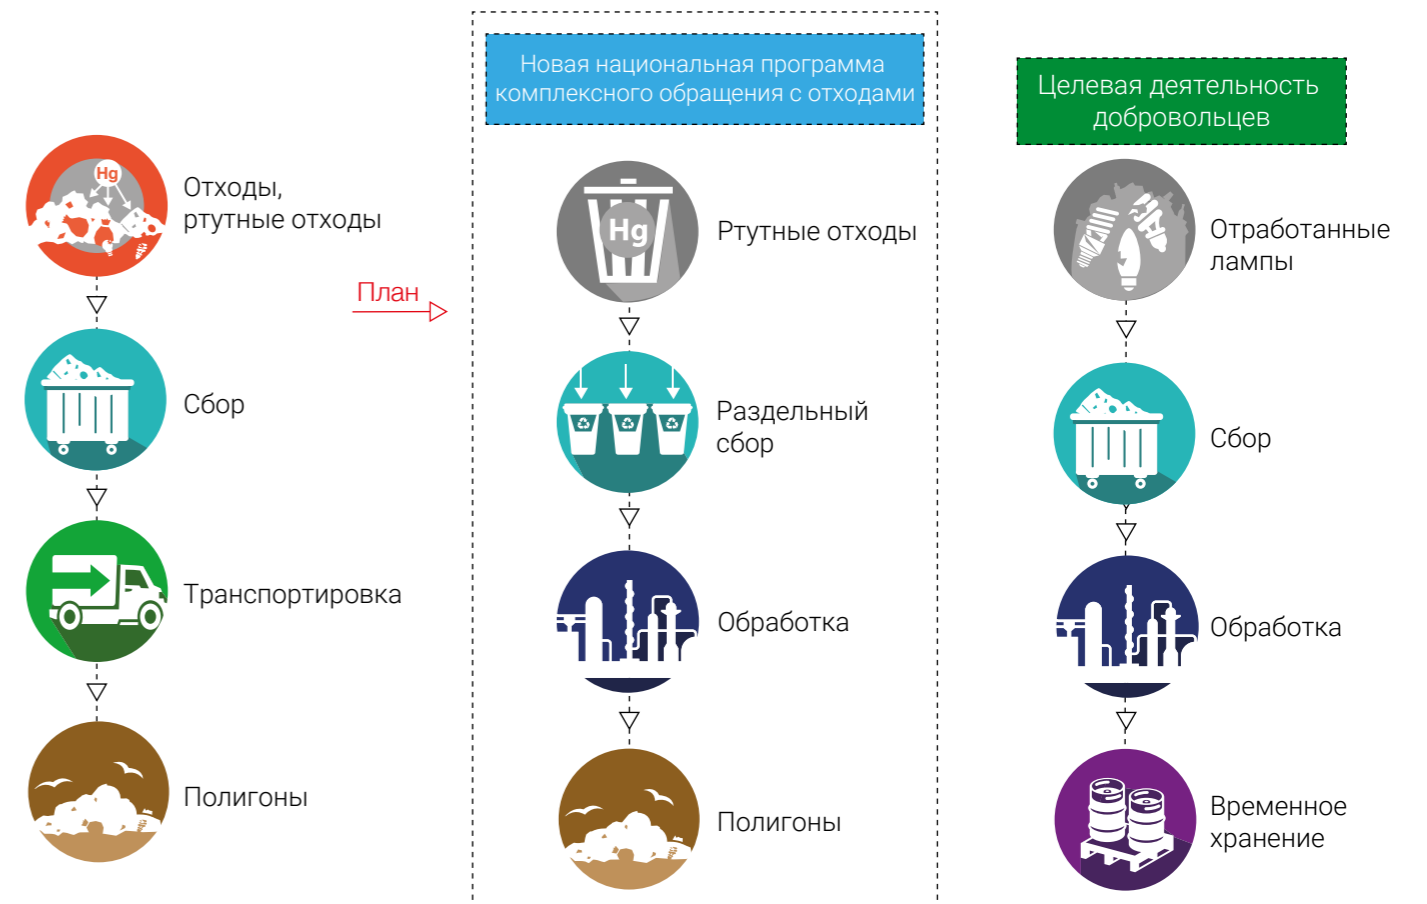 Отходы,
ртутные отходы
Hg
Сбор
Транспортировка
Полигоны
План
Новая национальная программа
комплексного обращения с отходами
Hg
Ртутные отходы
Раздельный
сбор
Обработка
Полигоны
Целевая деятельность
добровольцев
Отработанные
лампы
Сбор
Обработка
Временное
хранение